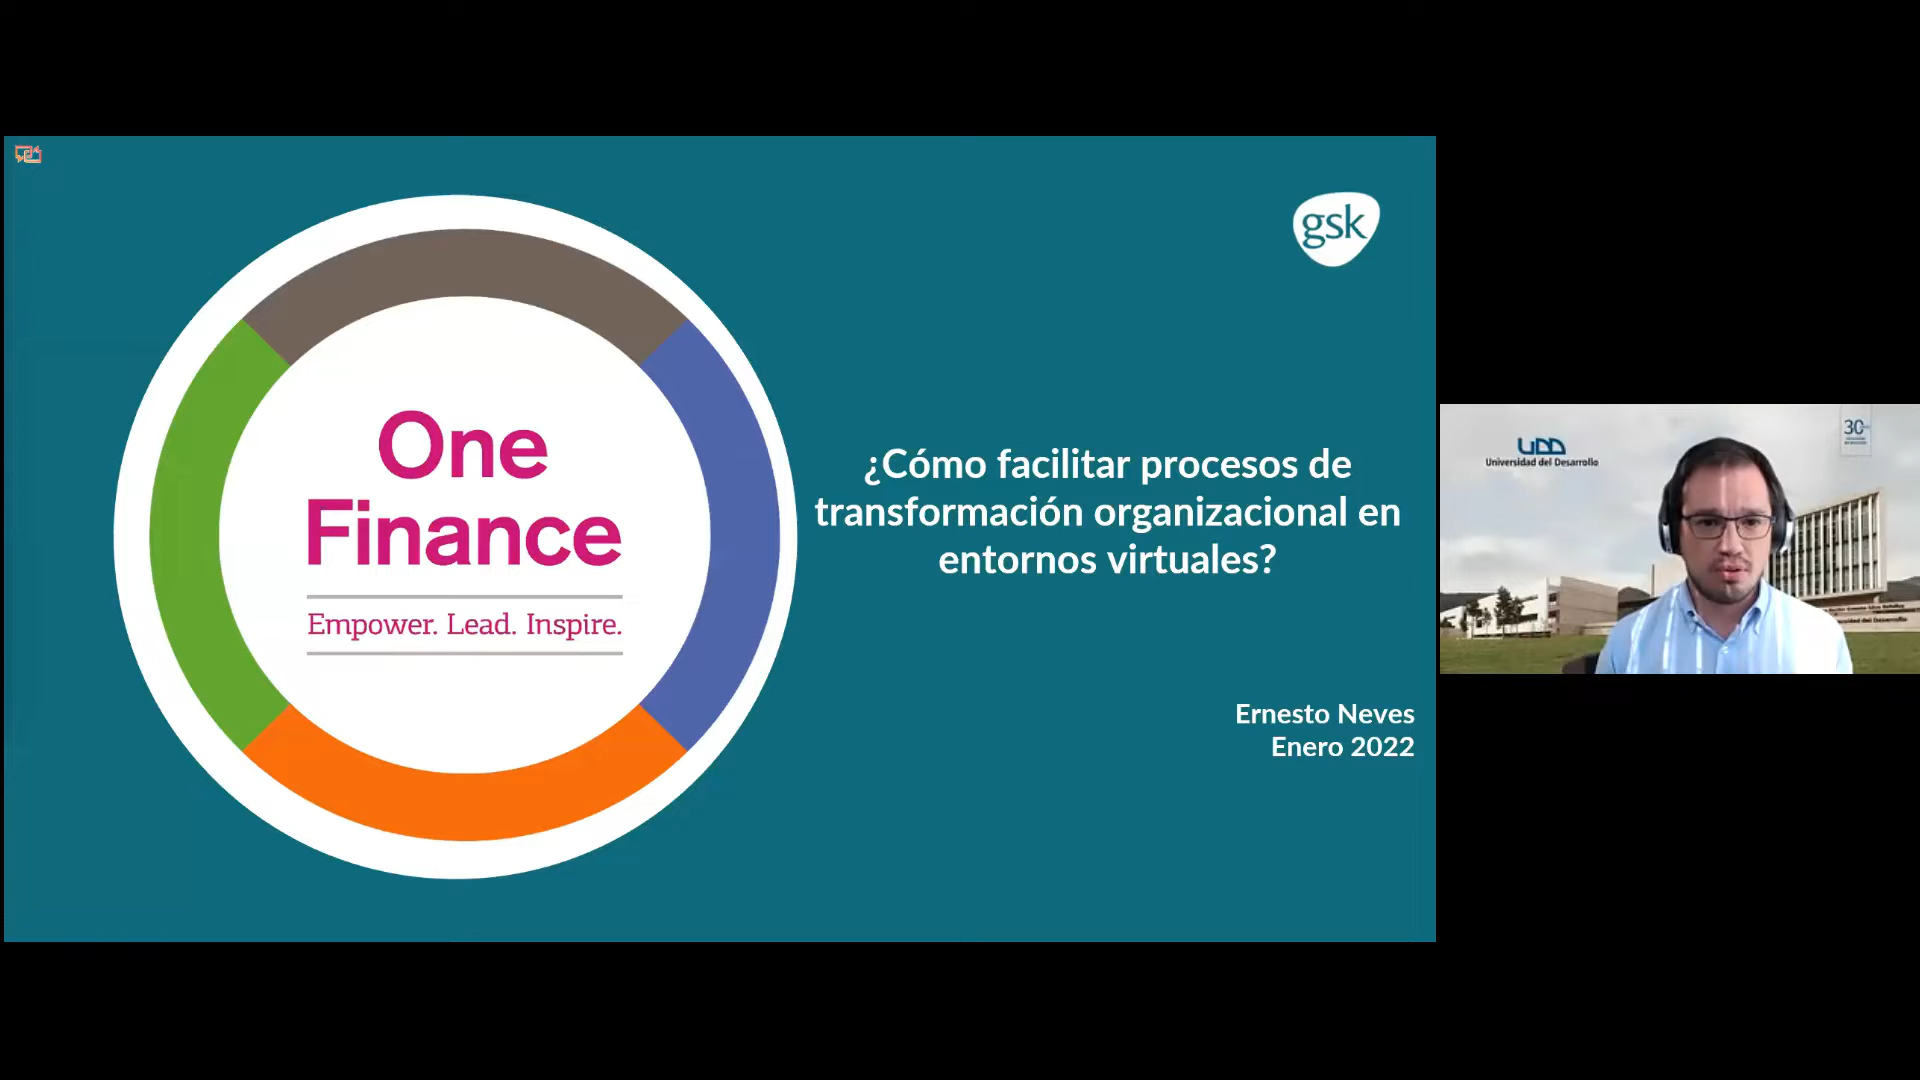 gsk
One
Finance
Empower. Lead. Inspire.
¿Cómo facilitar procesos de
transformación organizacional en
entornos virtuales?
Ernesto Neves
Enero 2022
UDD
Universidad del Desarrollo
30